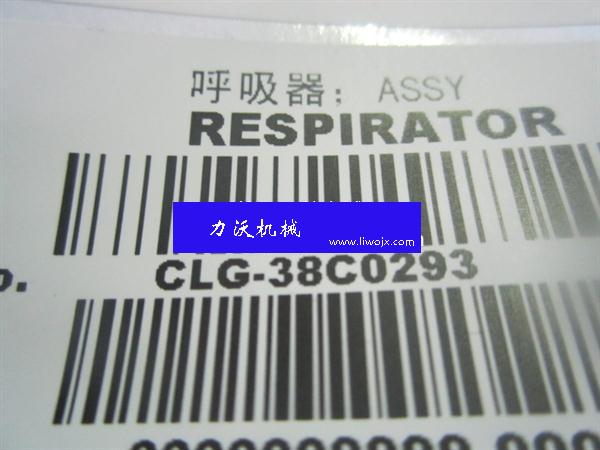 呼吸器; ASSY
RESPIRATOR
力沃机械
www.liwojx.com
CLG-38C0293
o.